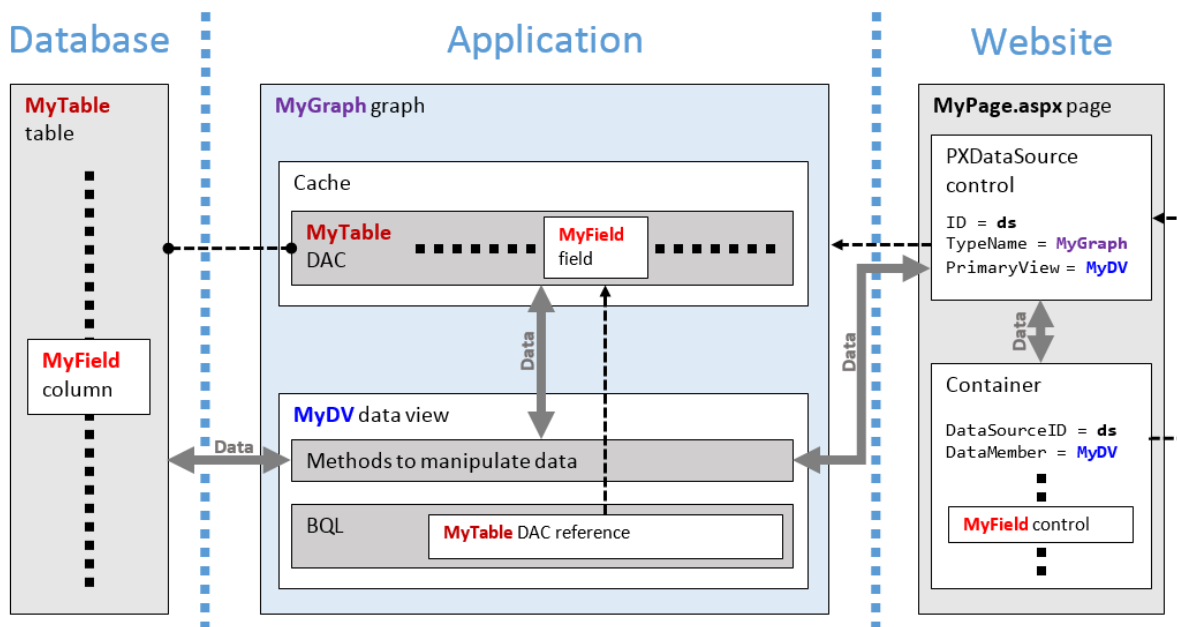 Database
Application
Website
MyTable
table
MyField
column
Data
MyGraph graph
Cache
MyTable
DAC
MyField
field
Data
MyDV data view
Methods to manipulate data
BQL
MyTable DAC reference
Data
MyPage.aspx page
PXDataSource
control
ID = ds
TypeName = MyGraph
PrimaryView = MyDV
Data
Container
DataSourceID = ds
DataMember = MyDV
MyField control